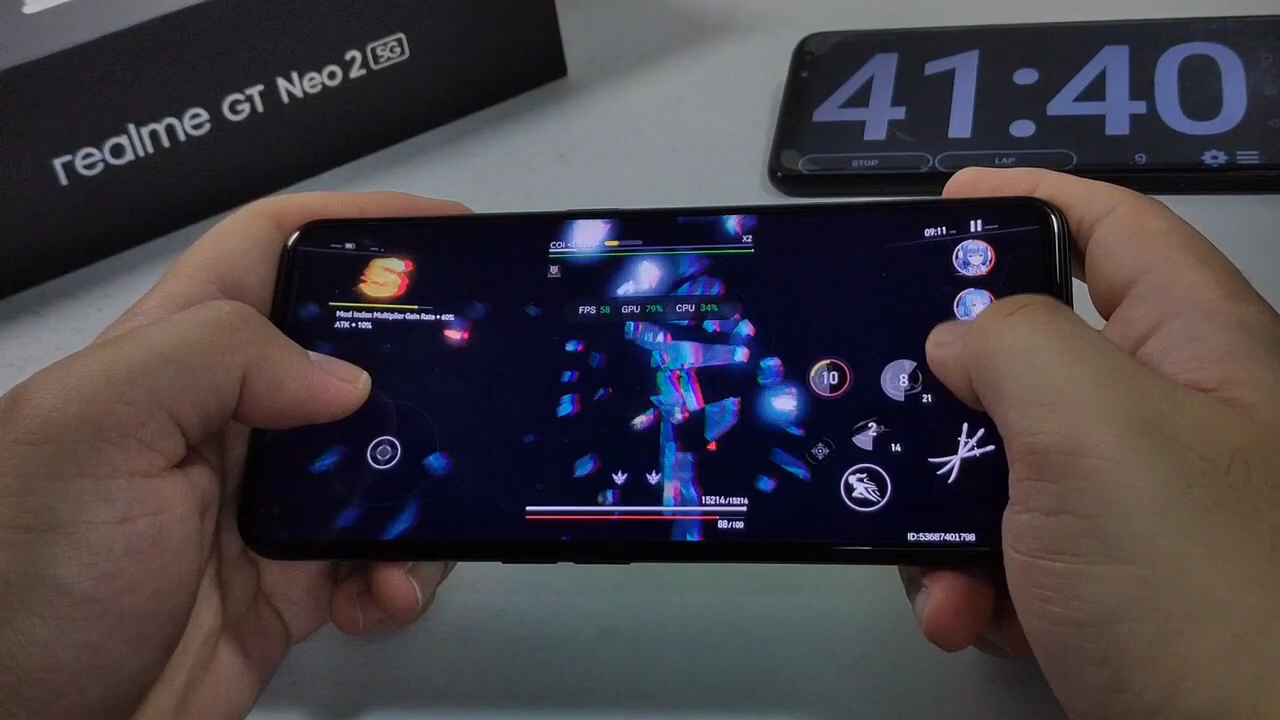 realme GT Neo 2 5G
41:40
STOP
LAP
.9
S
Mod Index Multiplier Gain Rate + 60%
ATK + 10%
X2
FPS 58 GPU 79% CPU 34%
09:11
10
8
21
2
14
15214/15214
88/100
ID:53687401798